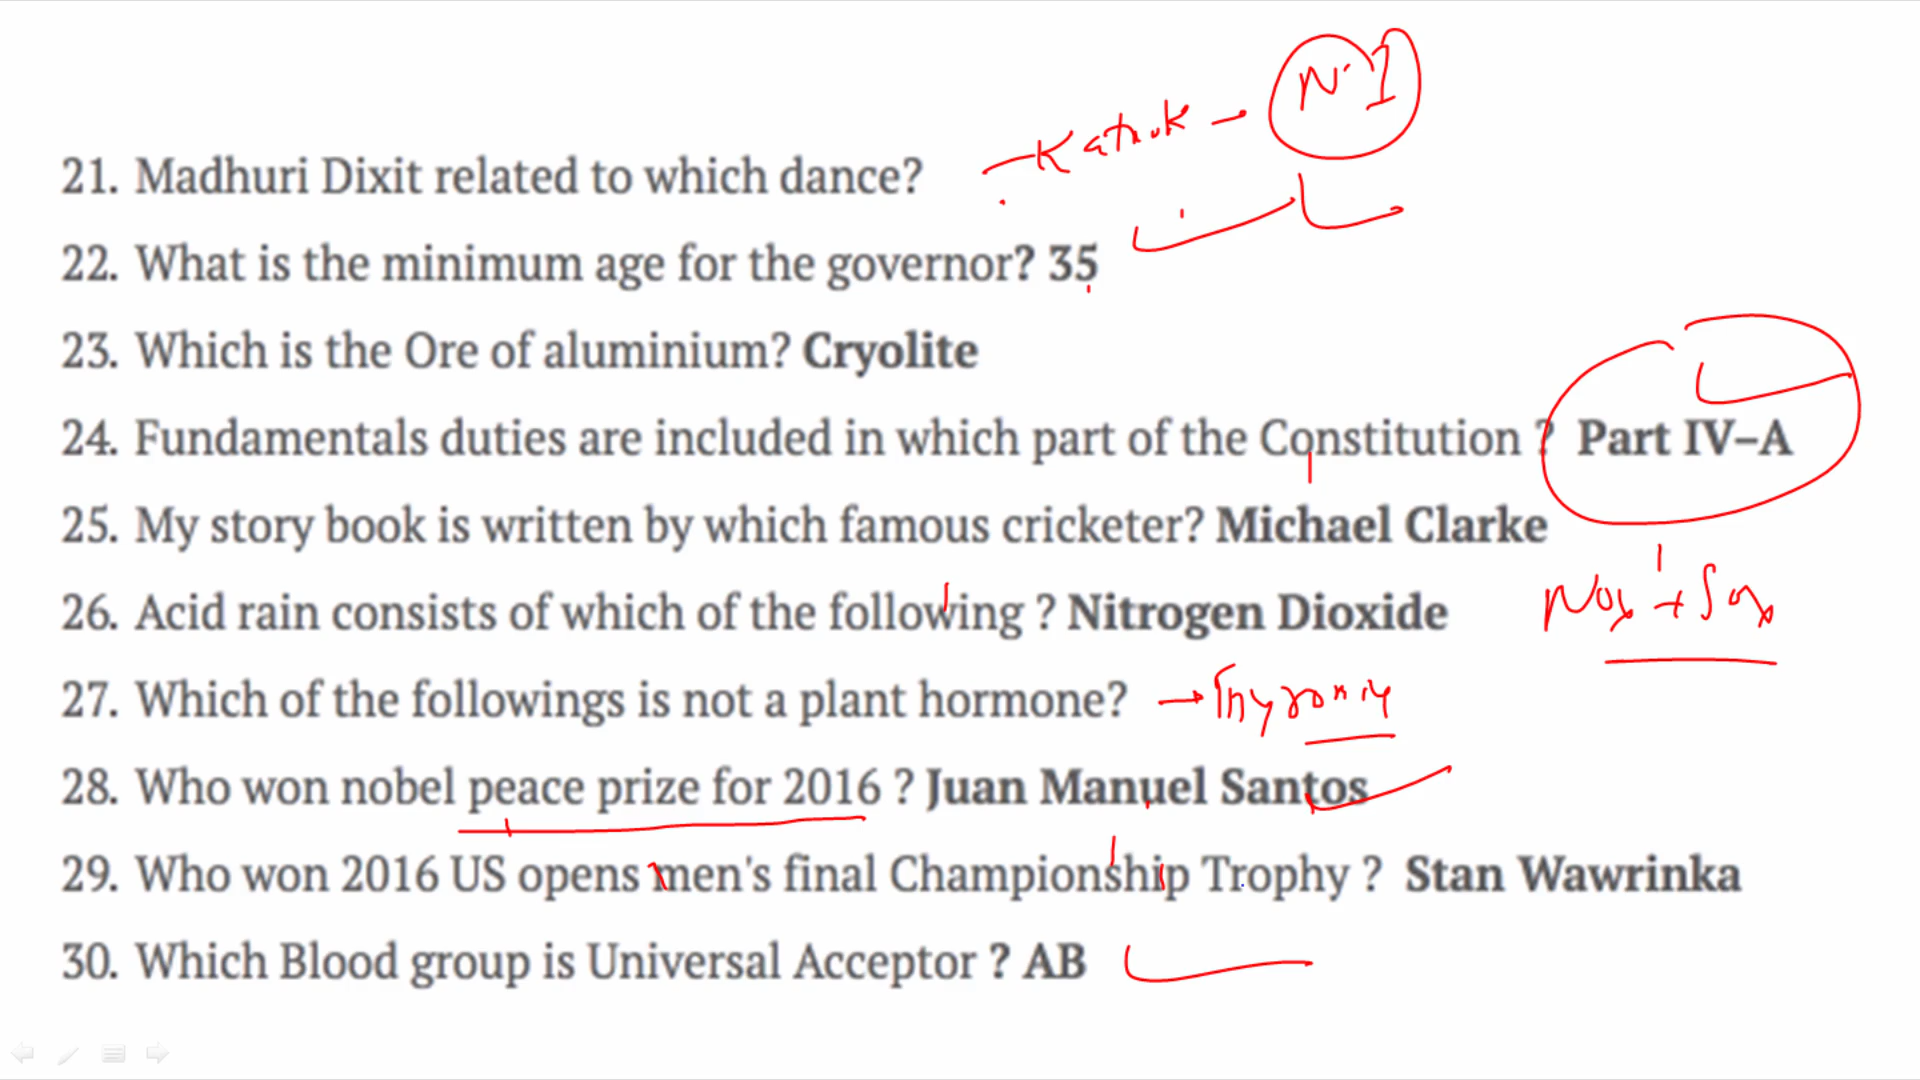 N.I
Kathak –
21. Madhuri Dixit related to which dance?
22. What is the minimum age for the governor? 35
23. Which is the Ore of aluminium? Cryolite
24. Fundamentals duties are included in which part of the Constitution ? Part IV–A
25. My story book is written by which famous cricketer? Michael Clarke
26. Acid rain consists of which of the following ? Nitrogen Dioxide
NOx + SOx
27. Which of the followings is not a plant hormone? →
28. Who won nobel peace prize for 2016 ? Juan Manuel Santos
29. Who won 2016 US opens men's final Championship Trophy ? Stan Wawrinka
30. Which Blood group is Universal Acceptor ? AB